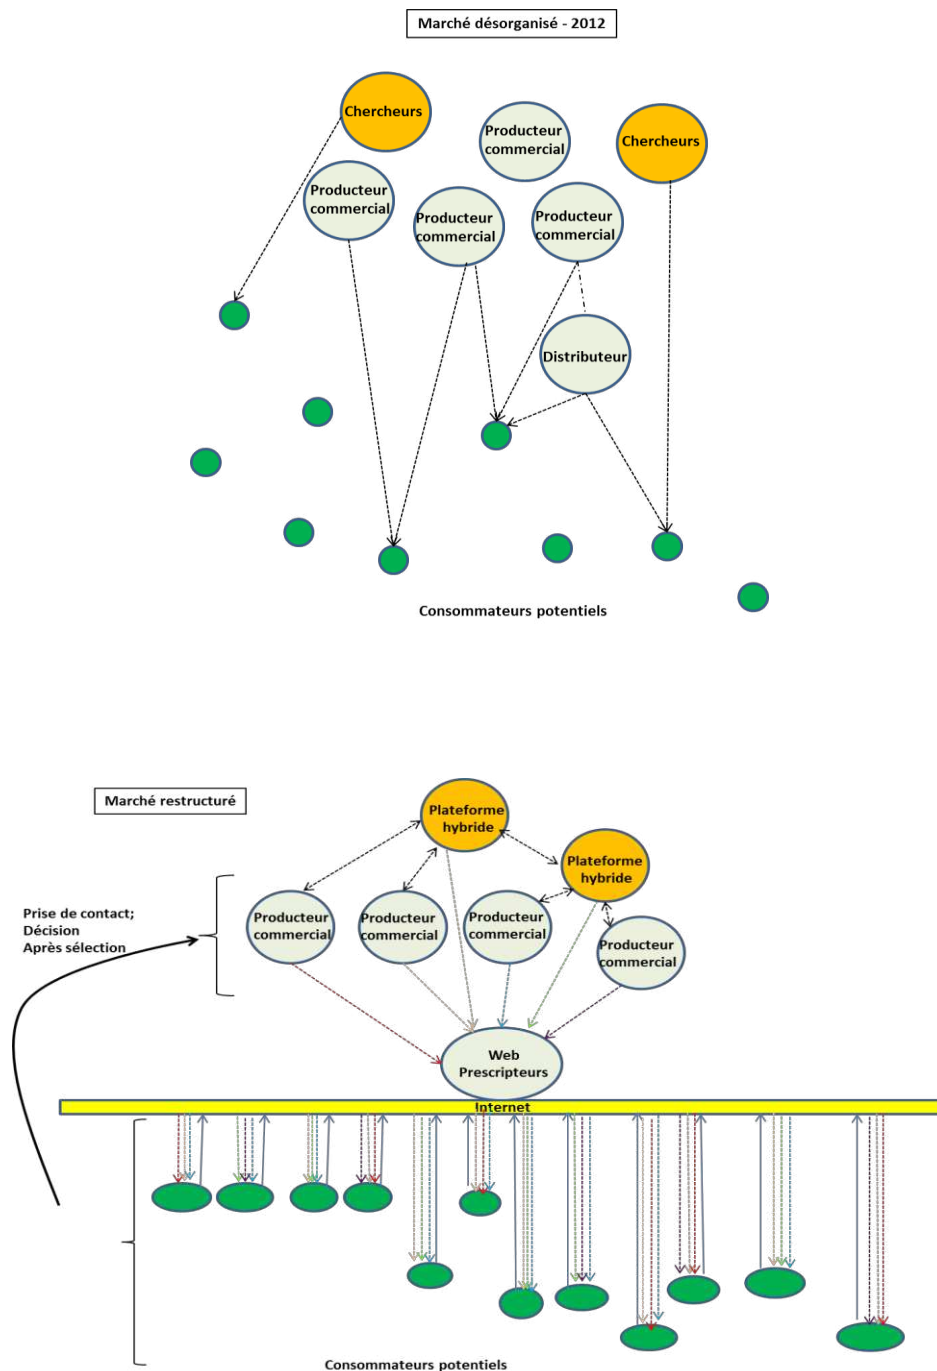 Marché désorganisé - 2012
Chercheurs
Producteur
commercial
Chercheurs
Producteur
commercial
Producteur
commercial
Producteur
commercial
Distributeur
Consommateurs potentiels
Marché restructuré
Plateforme
hybride
Plateforme
hybride
Prise de contact;
Décision
Après sélection
Producteur
commercial
Producteur
commercial
Producteur
commercial
Producteur
commercial
Web
Prescripteurs
Internet
Consommateurs potentiels